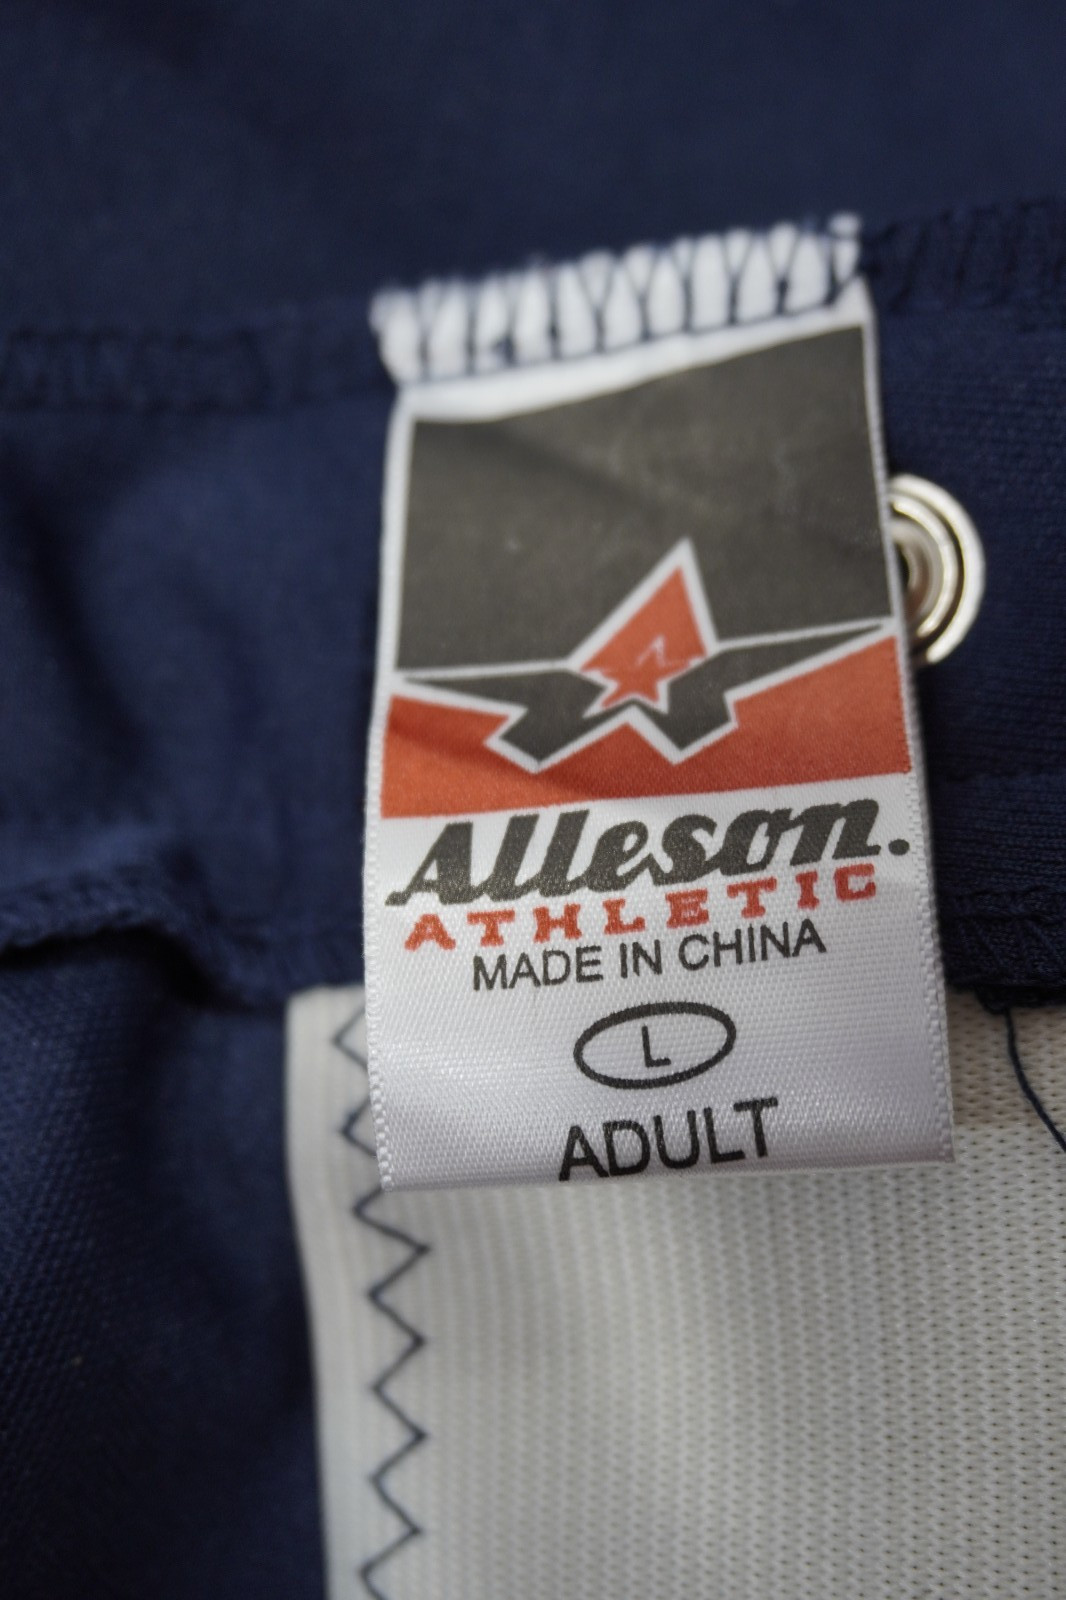 Alleson.
ATHLETIC
MADE IN CHINA
L
ADULT